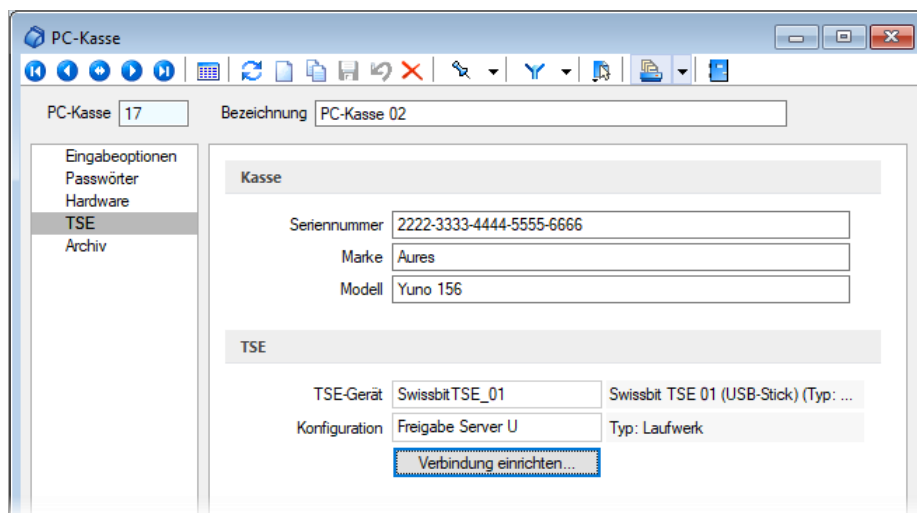 PC-Kasse
PC-Kasse 17 Bezeichnung PC-Kasse 02
Eingabeoptionen
Passwörter
Hardware
TSE
Archiv
Kasse
Seriennummer 2222-3333-4444-5555-6666
Marke Aures
Modell Yuno 156
TSE
TSE-Gerät SwissbitTSE_01 Swissbit TSE 01 (USB-Stick) (Typ: ...
Konfiguration Freigabe Server U Typ: Laufwerk
Verbindung einrichten...